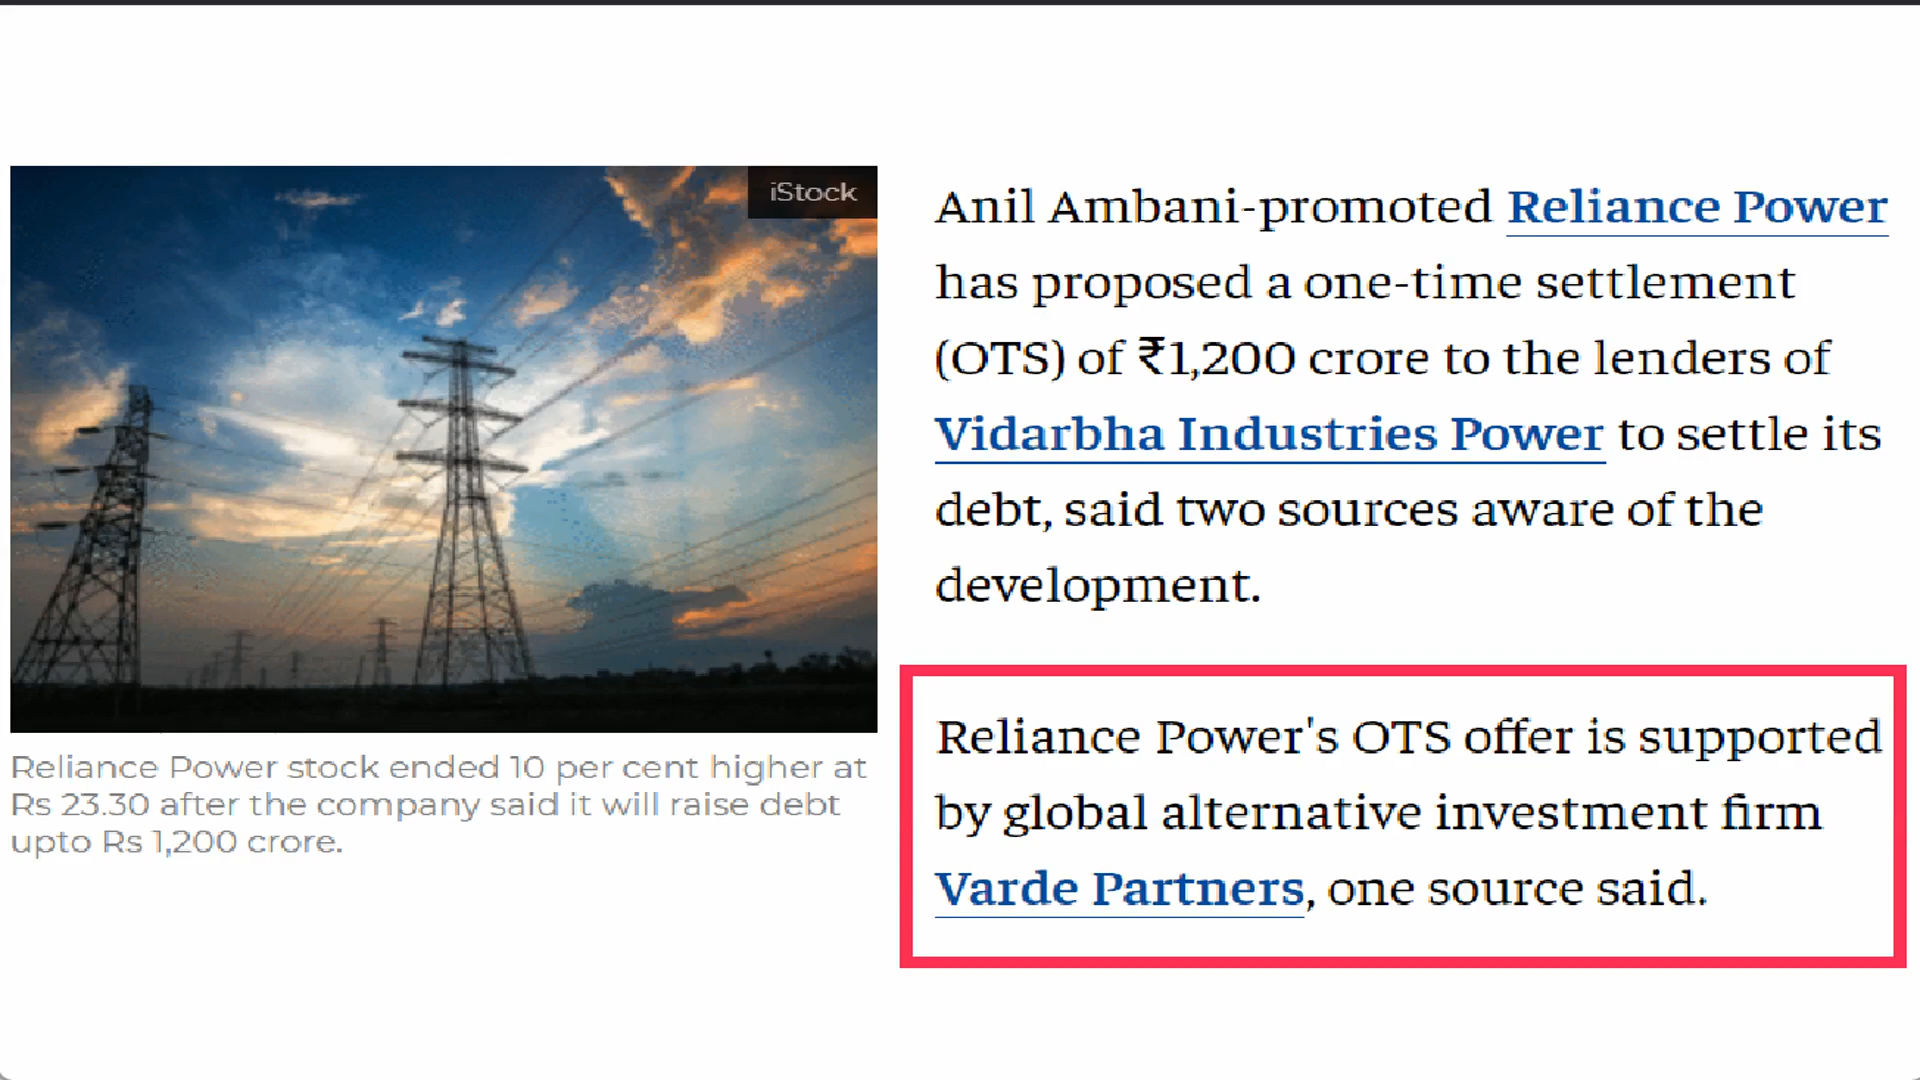 iStock
Reliance Power stock ended 10 per cent higher at
Rs 23.30 after the company said it will raise debt
upto Rs 1,200 crore.
Anil Ambani-promoted Reliance Power
has proposed a one-time settlement
(OTS) of ₹1,200 crore to the lenders of
Vidarbha Industries Power to settle its
debt, said two sources aware of the
development.
Reliance Power's OTS offer is supported
by global alternative investment firm
Varde Partners, one source said.